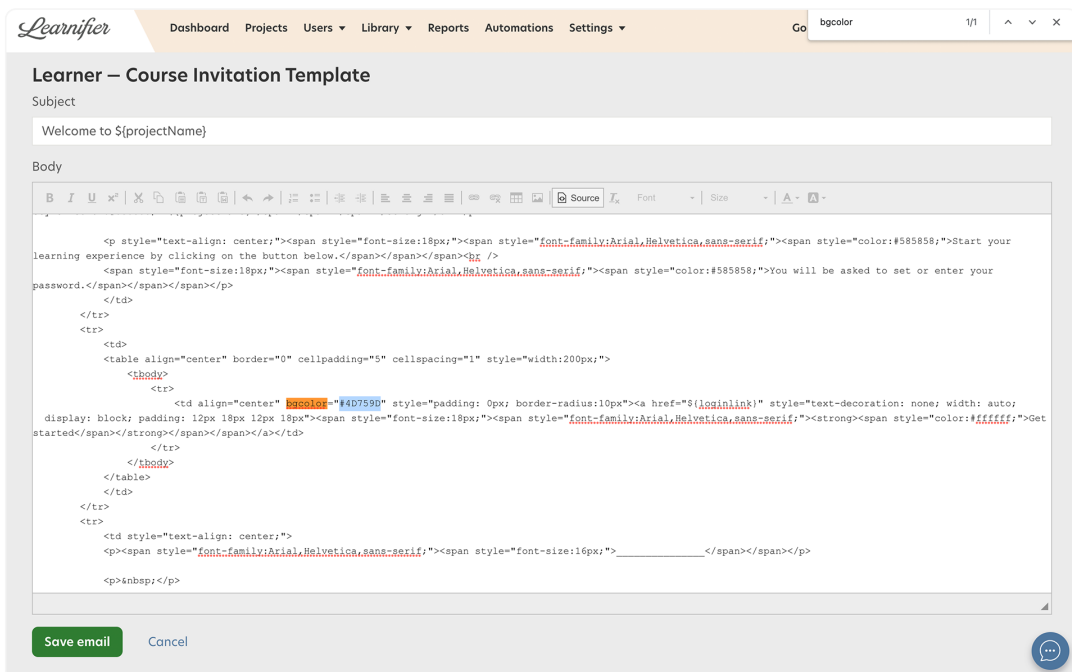 Learnifier
Dashboard Projects Users Library Reports Automations Settings Go
bgcolor 1/1
Learner – Course Invitation Template
Subject
Welcome to ${projectName}
Body
B I U x² Source Tx Font Size A A
<p style="text-align: center;"><span style="font-size:18px;"><span style="font-family:Arial,Helvetica,sans-serif;"><span style="color:#585858;">Start your
learning experience by clicking on the button below.</span></span></span><br />
<span style="font-size:18px;"><span style="font-family:Arial,Helvetica,sans-serif;"><span style="color:#585858;">You will be asked to set or enter your
password.</span></span></span></p>
</td>
</tr>
<tr>
<td>
<table align="center" border="0" cellpadding="5" cellspacing="1" style="width:200px;">
<tbody>
<tr>
<td align="center" bgcolor="#4D759D" style="padding: 0px; border-radius:10px"><a href="${loginlink}" style="text-decoration: none; width: auto;
display: block; padding: 12px 18px 12px 18px"><span style="font-size:18px;"><span style="font-family:Arial,Helvetica,sans-serif;"><strong><span style="color:#ffffff;">Get
started</span></strong></span></span></a></td>
</tr>
</tbody>
</table>
</td>
</tr>
<tr>
<td style="text-align: center;">
<p><span style="font-family:Arial,Helvetica,sans-serif;"><span style="font-size:16px;">_______________</span></span></p>
<p>&nbsp;</p>
Save email Cancel